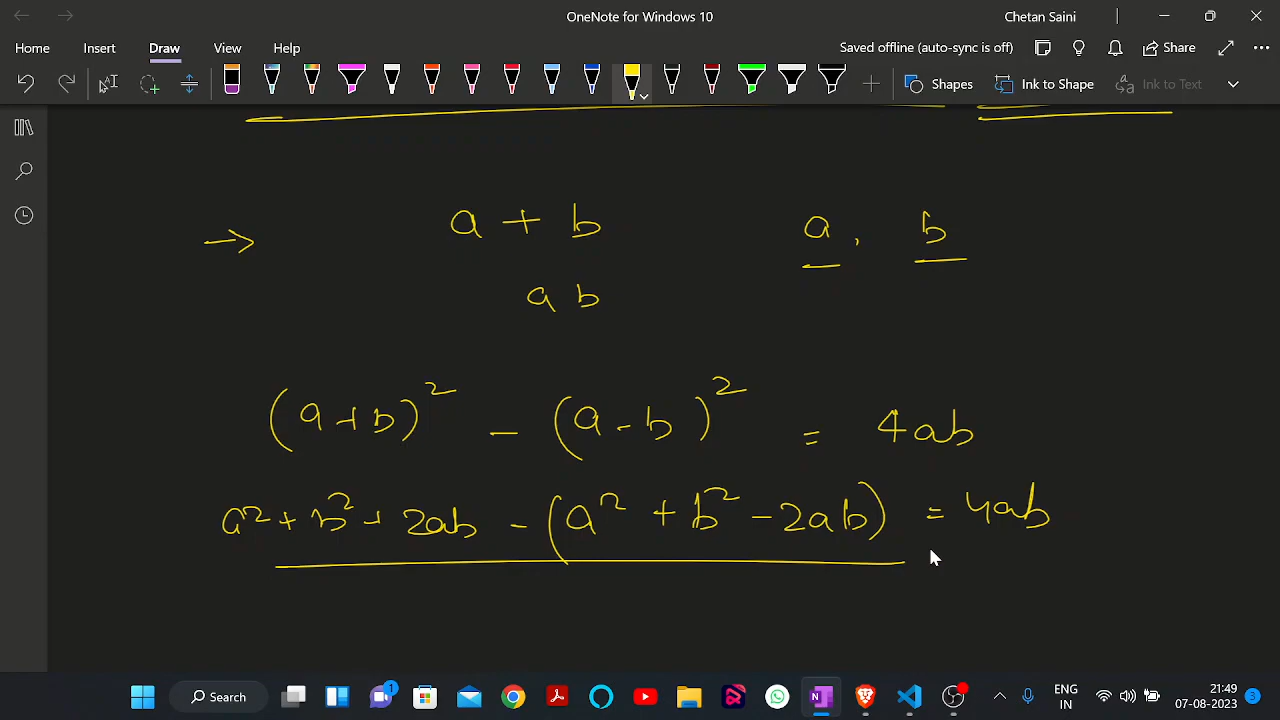 OneNote for Windows 10
Chetan Saini
Home Insert Draw View Help
Saved offline (auto-sync is off)
Share
Shapes
Ink to Shape
Ink to Text
→ a + b a, b
a b
(a+b)² - (a-b)² = 4ab
a² + b² + 2ab - (a² + b² - 2ab) = 4ab
Search
1
ENG
IN
21:49
07-08-2023
3